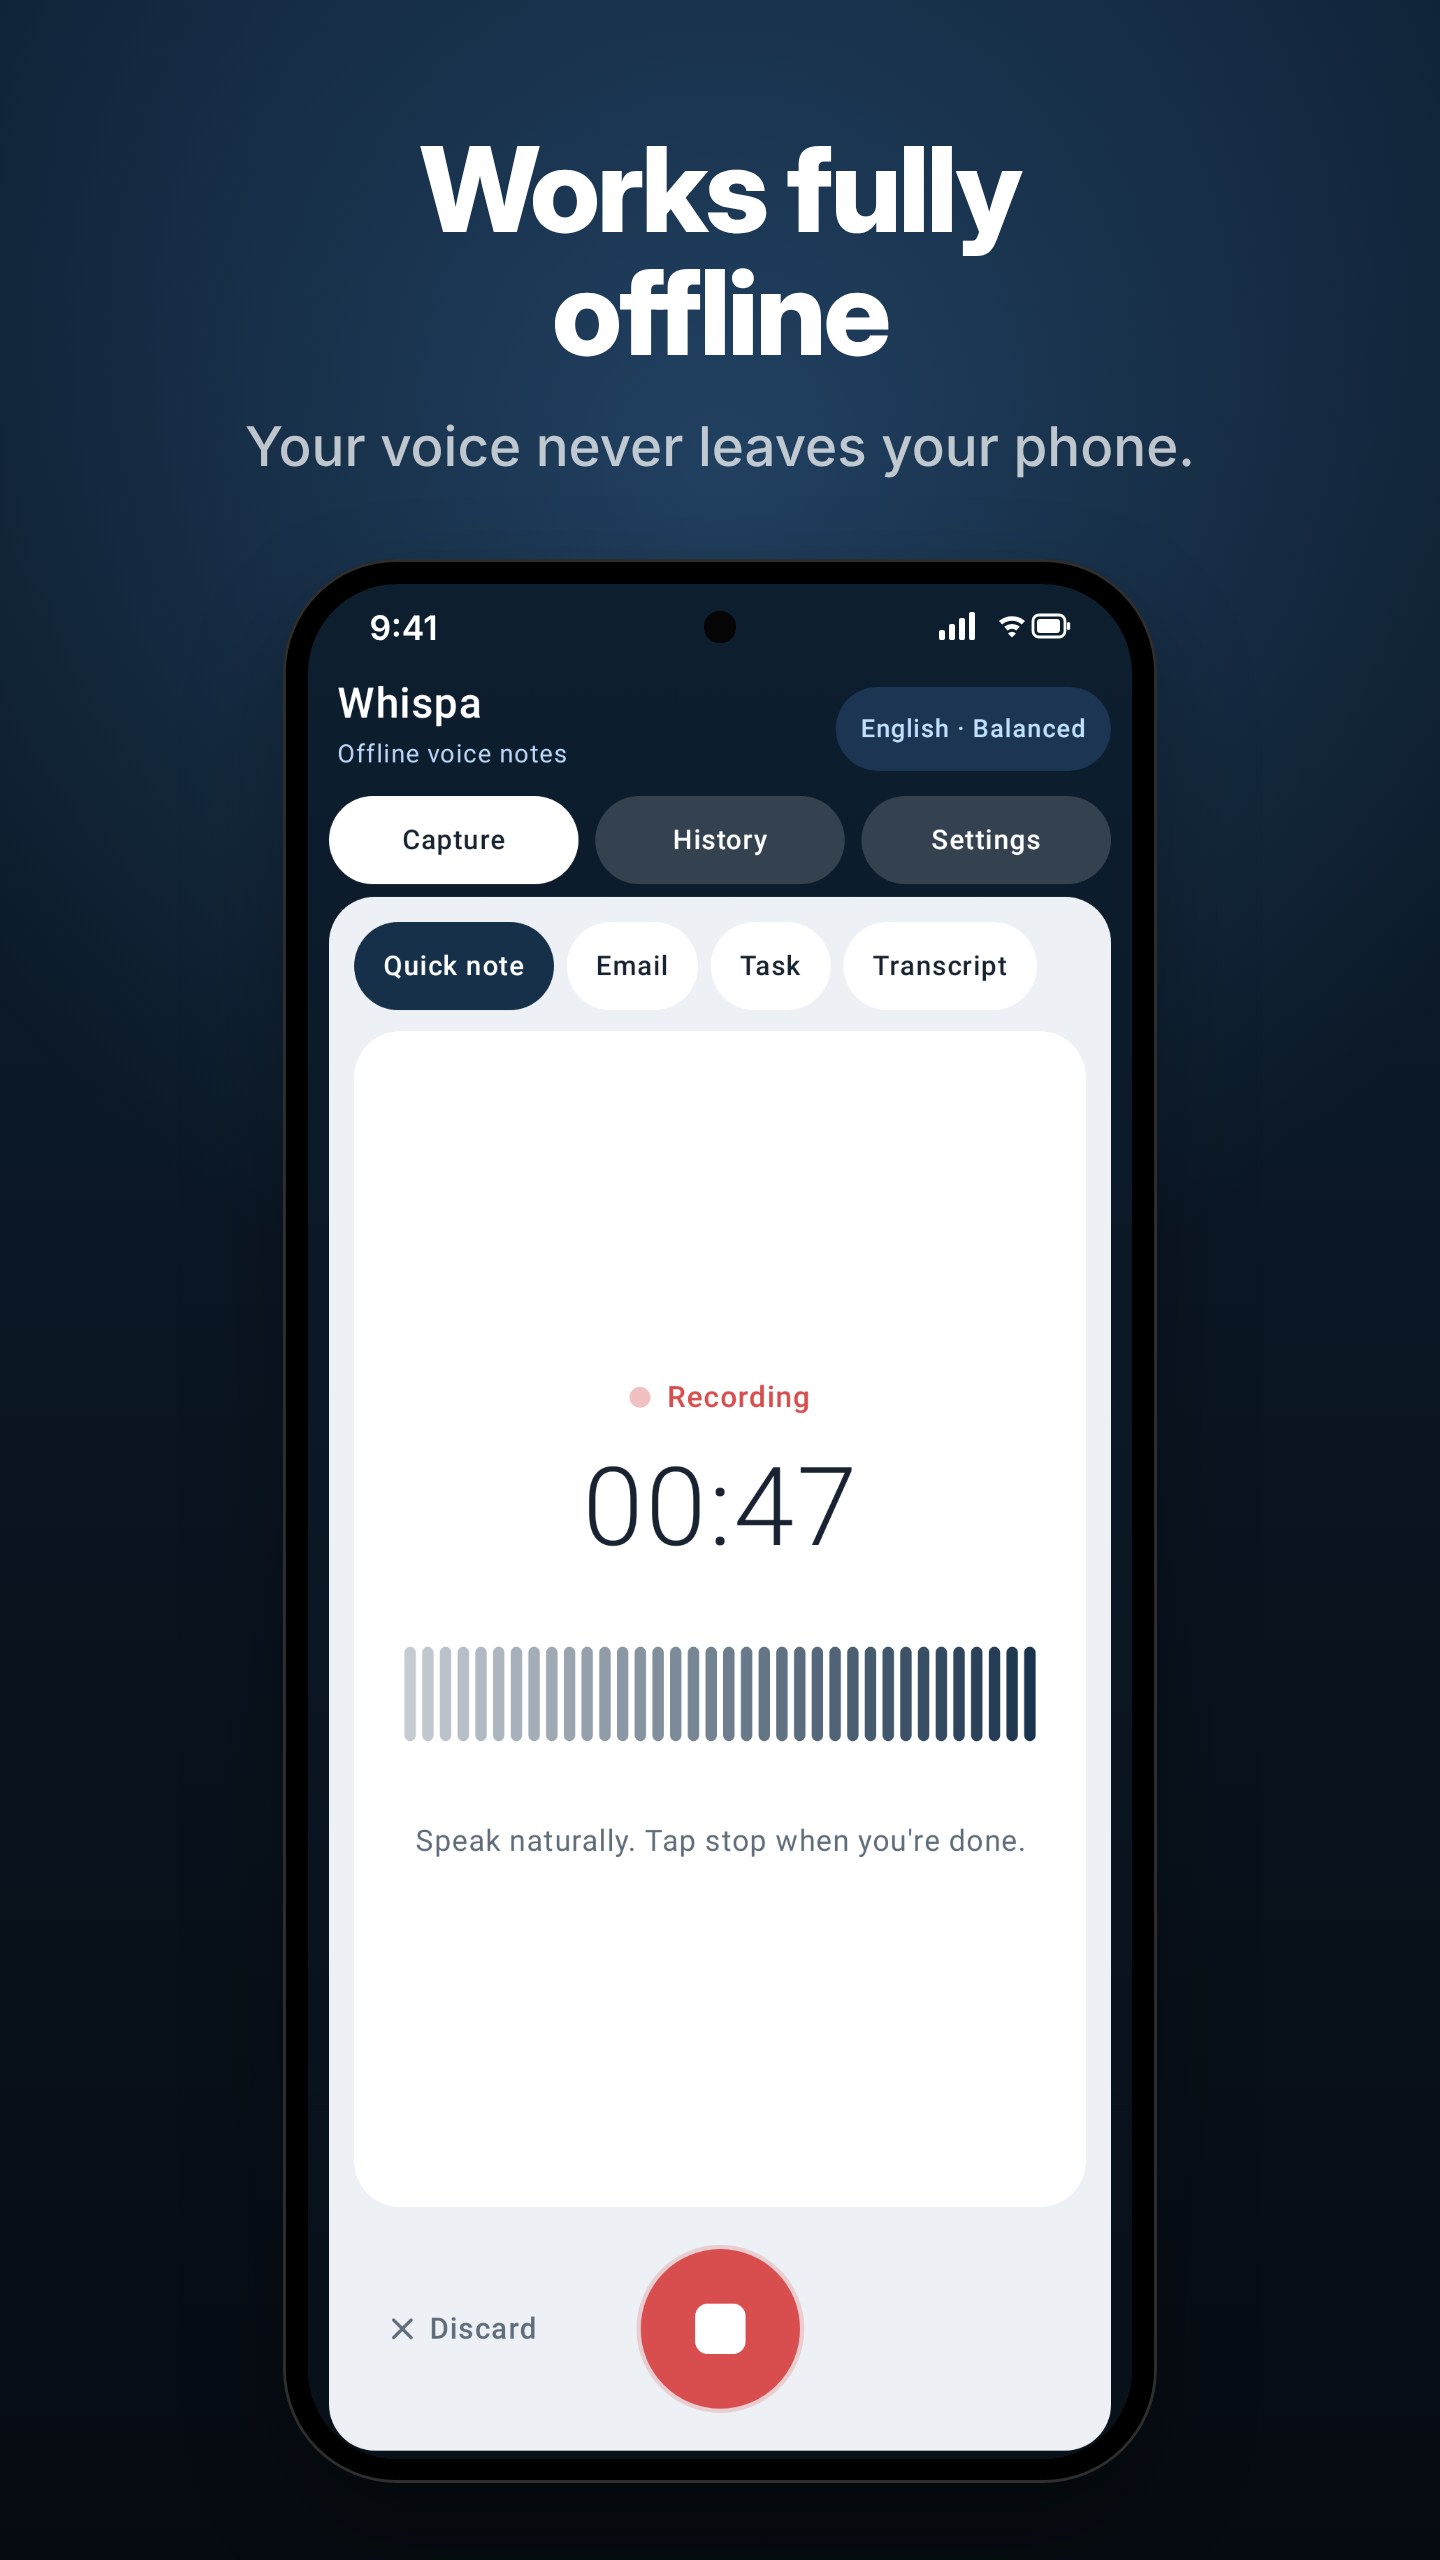 Works fully
offline
Your voice never leaves your phone.
9:41
Whispa
Offline voice notes
English · Balanced
Capture
History
Settings
Quick note
Email
Task
Transcript
Recording
00:47
Speak naturally. Tap stop when you're done.
Discard